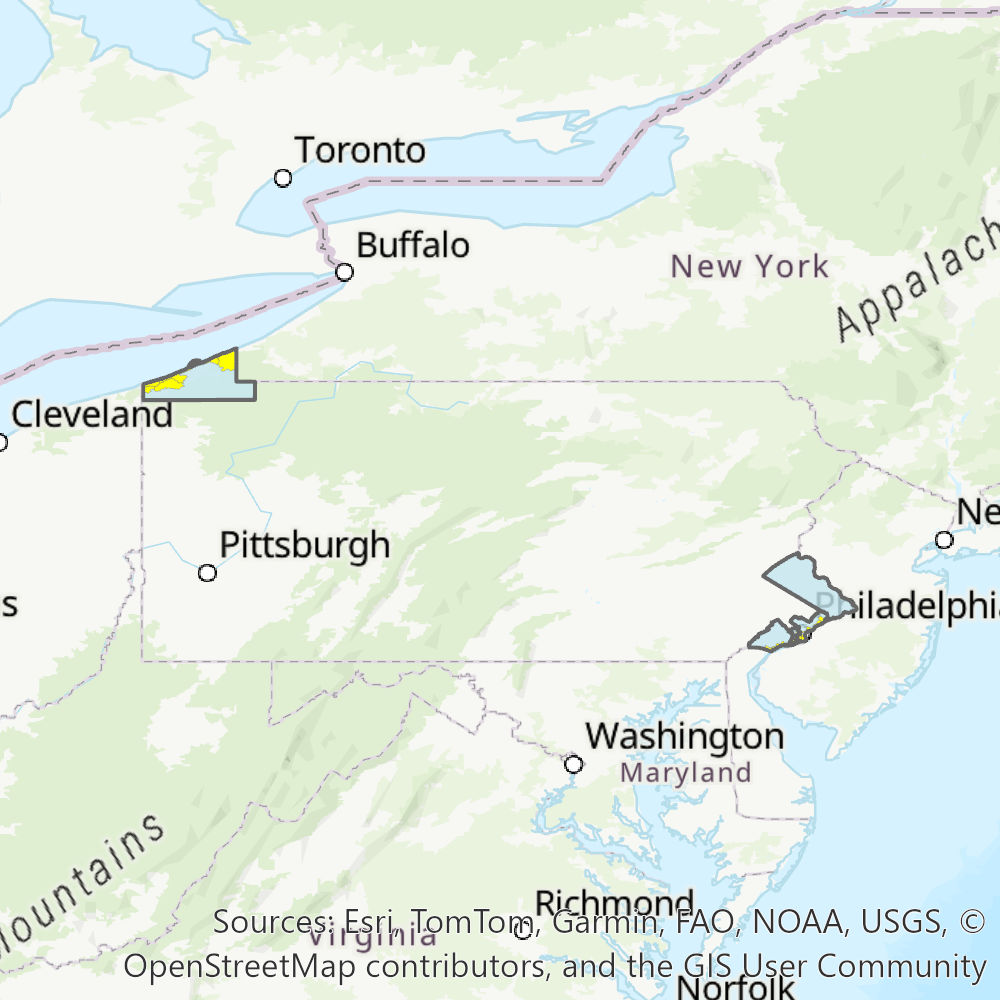 Toronto
Buffalo
New York
Appalach
Cleveland
Pittsburgh
Ne
s
Philadelphia
Washington
Maryland
Mountains
Richmond
Virginia
Sources: Esri, TomTom, Garmin, FAO, NOAA, USGS, ©
OpenStreetMap contributors, and the GIS User Community
Norfolk